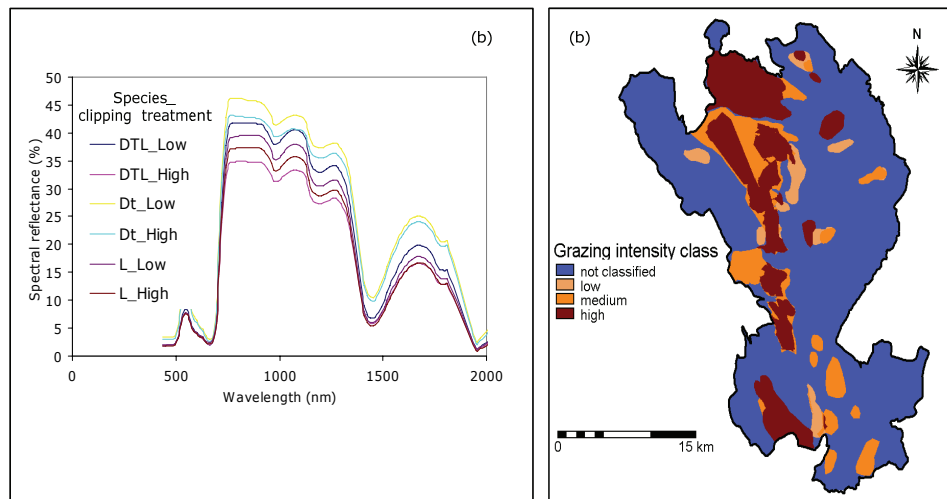 (b)
50
45
40
35
30
25
20
15
10
5
0
Spectral reflectance (%)
Species_
clipping treatment
DTL_Low
DTL_High
Dt_Low
Dt_High
L_Low
L_High
0 500 1000 1500 2000
Wavelength (nm)
(b)
N
Grazing intensity class
not classified
low
medium
high
0 15 km